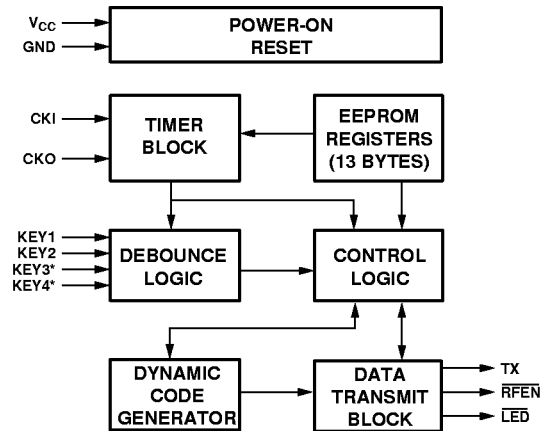 VCC
GND
POWER-ON
RESET
CKI
CKO
TIMER
BLOCK
EEPROM
REGISTERS
(13 BYTES)
KEY1
KEY2
KEY3*
KEY4*
DEBOUNCE
LOGIC
CONTROL
LOGIC
DYNAMIC
CODE
GENERATOR
DATA
TRANSMIT
BLOCK
TX
RFEN
LED